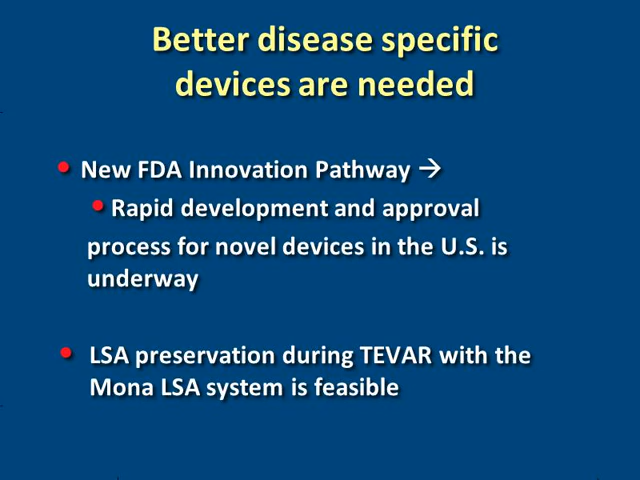 Better disease specific
devices are needed
• New FDA Innovation Pathway →
• Rapid development and approval
process for novel devices in the U.S. is
underway
• LSA preservation during TEVAR with the
Mona LSA system is feasible